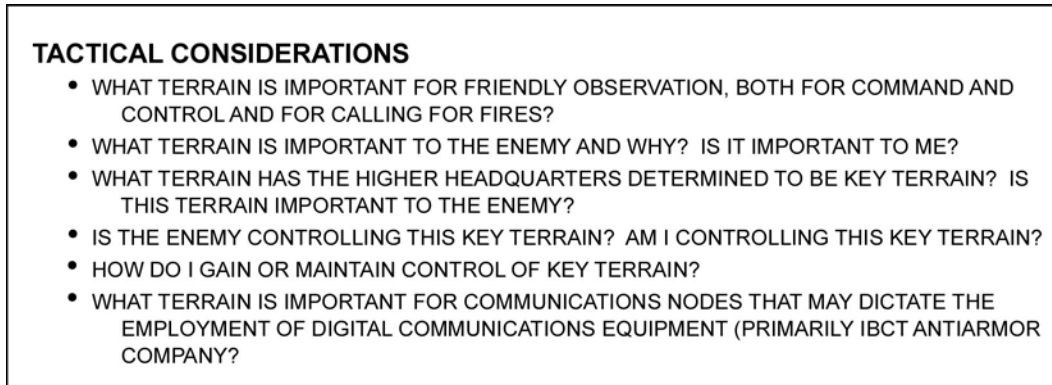 TACTICAL CONSIDERATIONS
• WHAT TERRAIN IS IMPORTANT FOR FRIENDLY OBSERVATION, BOTH FOR COMMAND AND
CONTROL AND FOR CALLING FOR FIRES?
• WHAT TERRAIN IS IMPORTANT TO THE ENEMY AND WHY? IS IT IMPORTANT TO ME?
• WHAT TERRAIN HAS THE HIGHER HEADQUARTERS DETERMINED TO BE KEY TERRAIN? IS
THIS TERRAIN IMPORTANT TO THE ENEMY?
• IS THE ENEMY CONTROLLING THIS KEY TERRAIN? AM I CONTROLLING THIS KEY TERRAIN?
• HOW DO I GAIN OR MAINTAIN CONTROL OF KEY TERRAIN?
• WHAT TERRAIN IS IMPORTANT FOR COMMUNICATIONS NODES THAT MAY DICTATE THE
EMPLOYMENT OF DIGITAL COMMUNICATIONS EQUIPMENT (PRIMARILY IBCT ANTIARMOR
COMPANY?